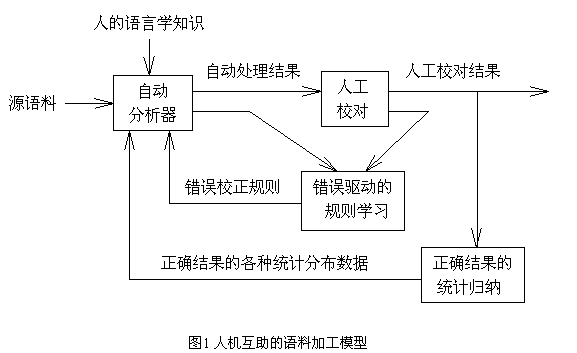 人的语言学知识
自动处理结果
人工校对结果
源语料
自动
分析器
人工
校对
错误校正规则
错误驱动的
规则学习
正确结果的各种统计分布数据
正确结果的
统计归纳
图1 人机互助的语料加工模型